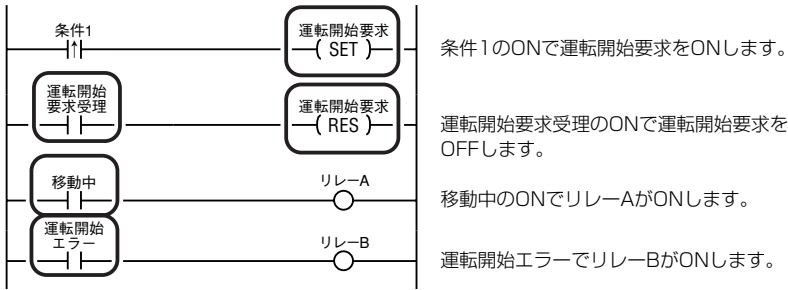 条件1
運転開始要求
SET
条件1のONで運転開始要求をONします。
運転開始
要求受理
運転開始要求
RES
運転開始要求受理のONで運転開始要求を
OFFします。
移動中
リレーA
移動中のONでリレーAがONします。
運転開始
エラー
リレーB
運転開始エラーでリレーBがONします。